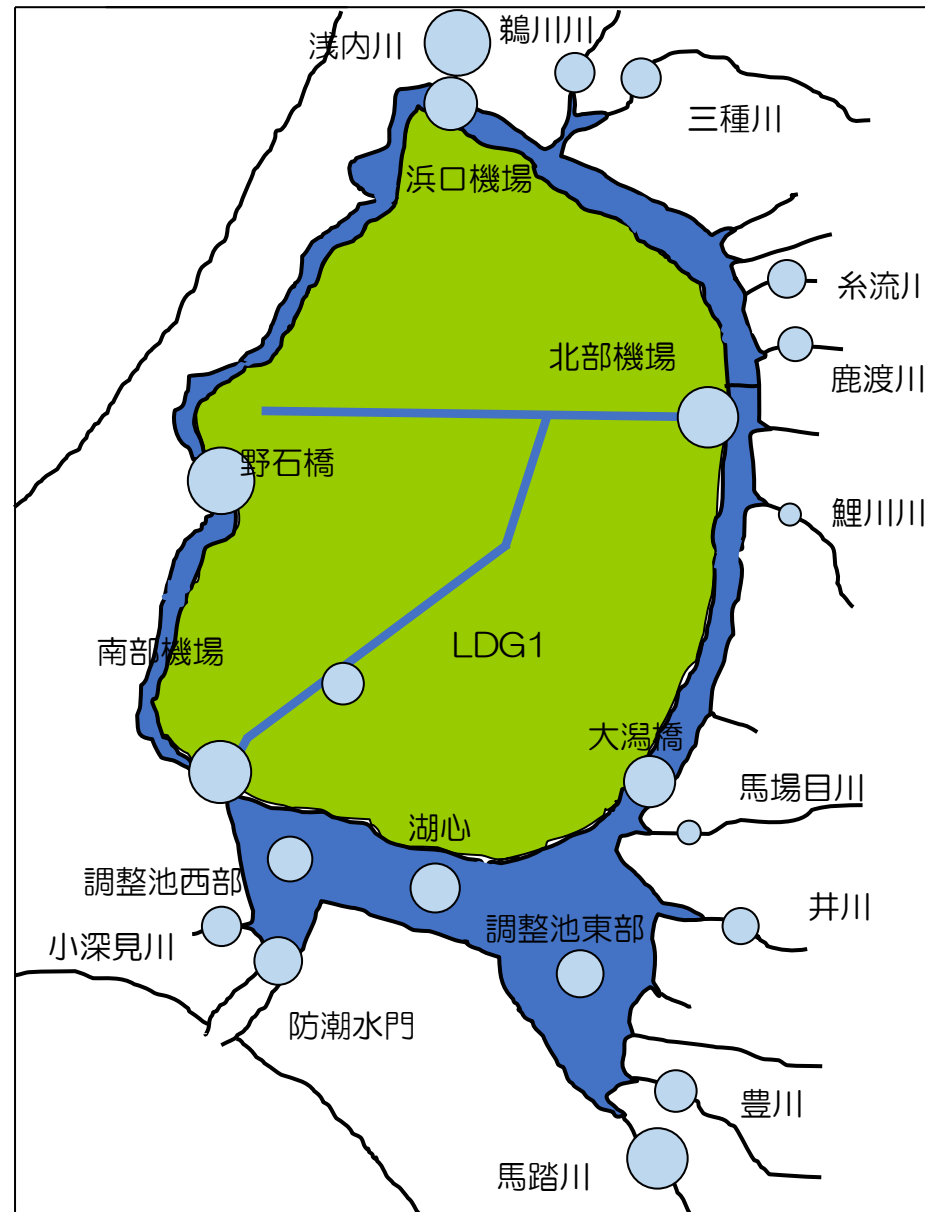 鵜川川
浅内川
三種川
浜口機場
糸流川
北部機場
鹿渡川
野石橋
鯉川川
LDG1
南部機場
大潟橋
馬場目川
湖心
調整池西部
井川
調整池東部
小深見川
防潮水門
豊川
馬踏川